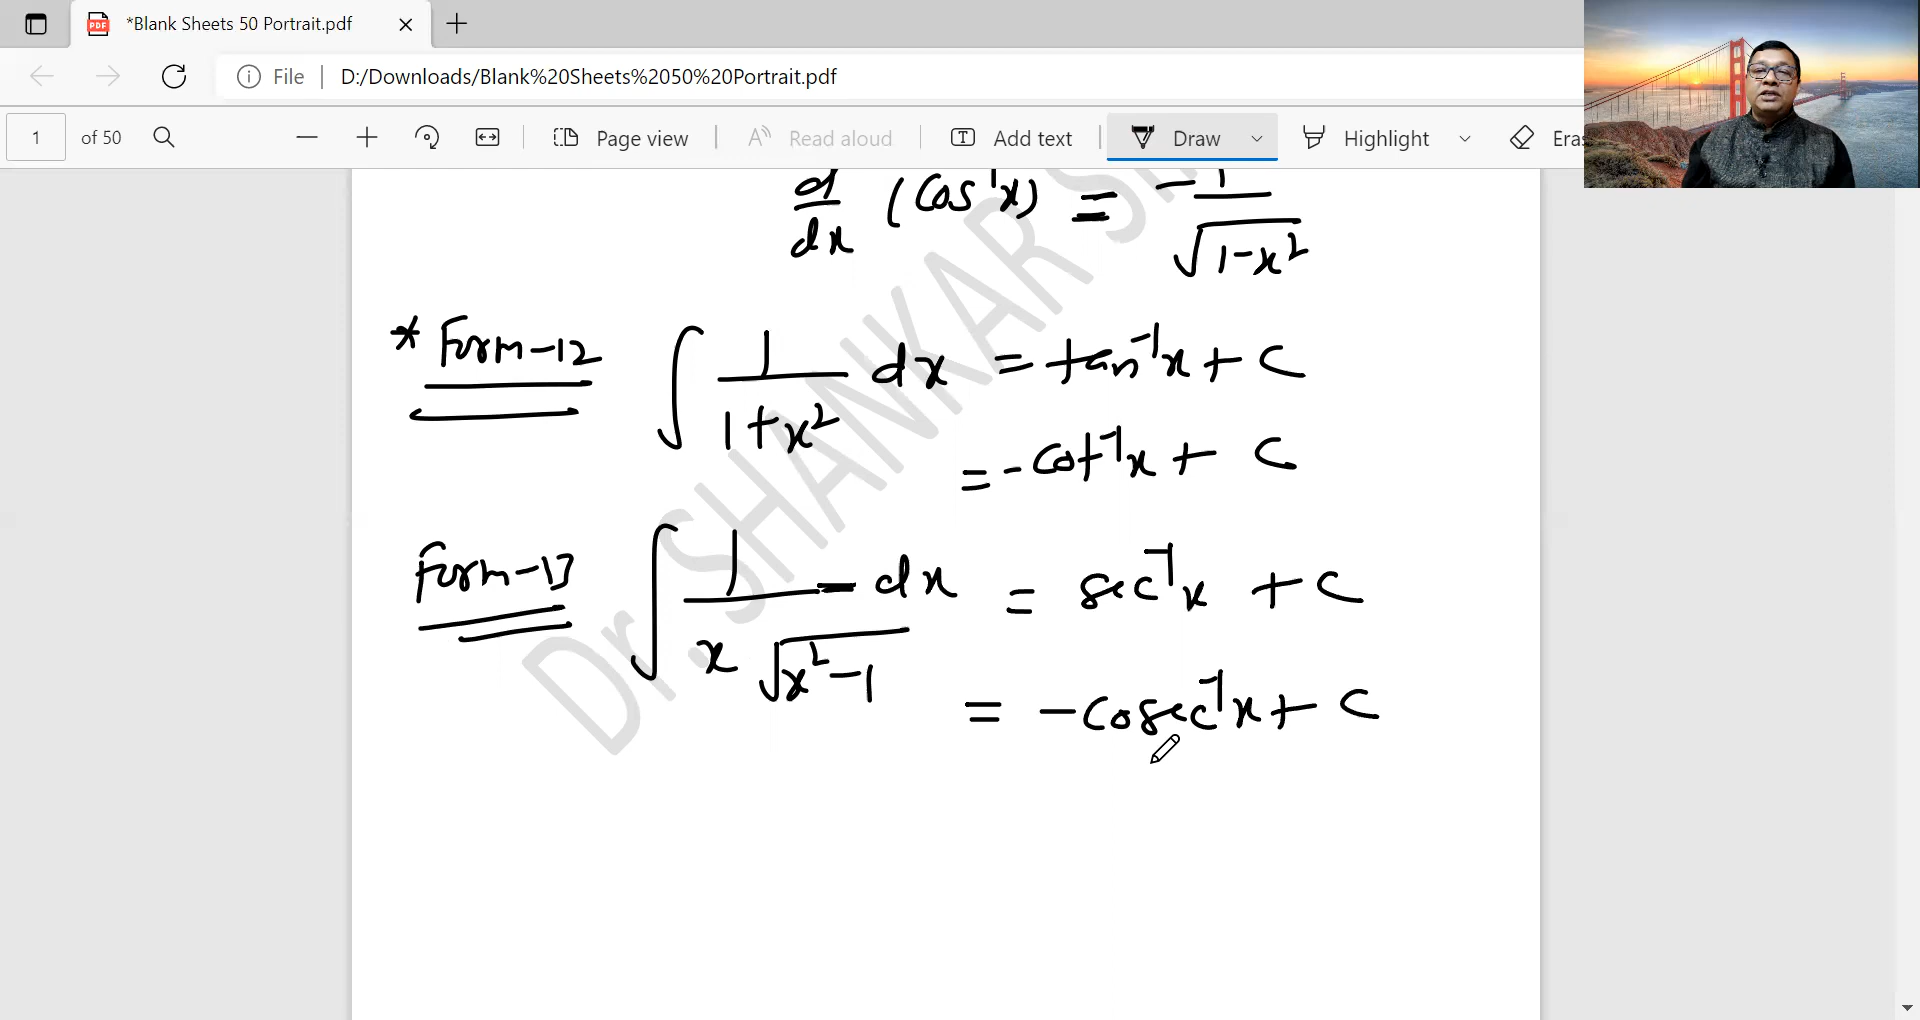 *Blank Sheets 50 Portrait.pdf
File | D:/Downloads/Blank%20Sheets%2050%20Portrait.pdf
1 of 50 Page view Read aloud Add text Draw Highlight Eras
d/dx (cos⁻¹x) = -1/√(1-x²)
* Form-12 ∫ 1/(1+x²) dx = tan⁻¹x + C
= -cot⁻¹x + C
Form-13 ∫ 1/(x√(x²-1)) dx = sec⁻¹x + C
= -cosec⁻¹x + C
Dr. SHANKAR S